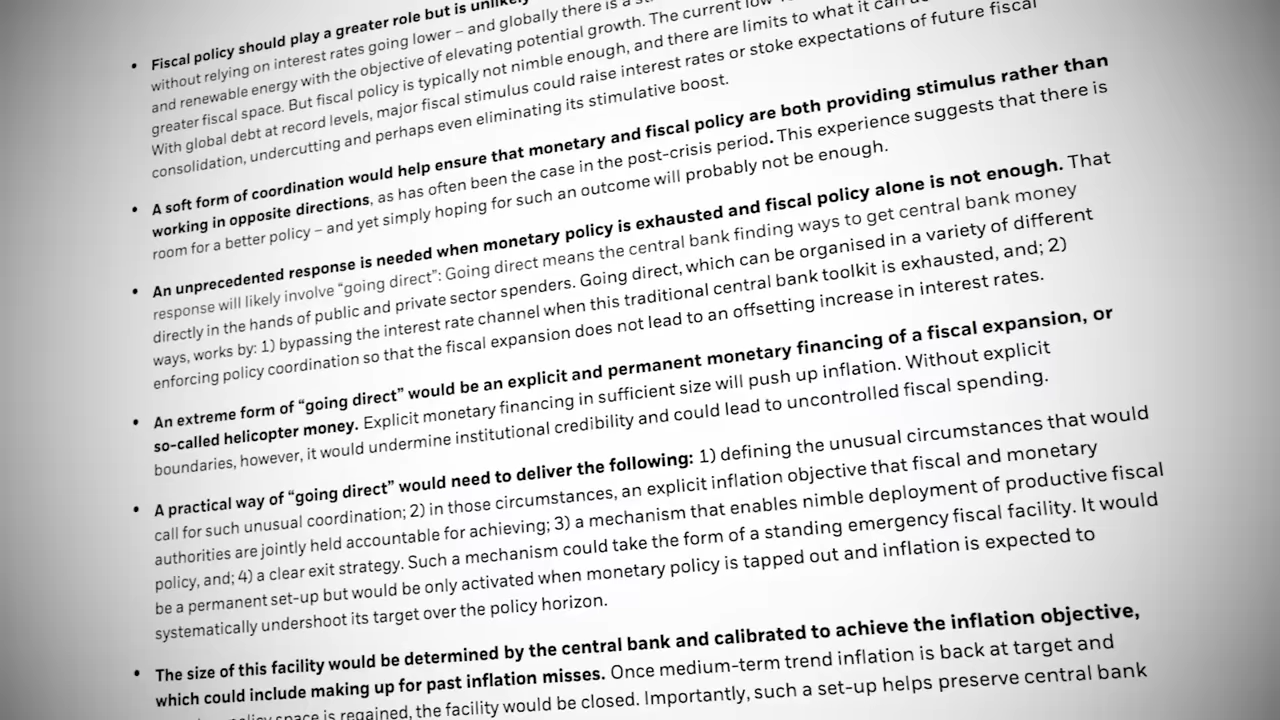 • Fiscal policy should play a greater role but is unlikely
without relying on interest rates going lower – and globally there is a
and renewable energy with the objective of elevating potential growth. The current low
greater fiscal space. But fiscal policy is typically not nimble enough, and there are limits to what it can
With global debt at record levels, major fiscal stimulus could raise interest rates or stoke expectations of future fiscal
consolidation, undercutting and perhaps even eliminating its stimulative boost.
• A soft form of coordination would help ensure that monetary and fiscal policy are both providing stimulus rather than
working in opposite directions, as has often been the case in the post-crisis period. This experience suggests that there is
room for a better policy – and yet simply hoping for such an outcome will probably not be enough.
• An unprecedented response is needed when monetary policy is exhausted and fiscal policy alone is not enough. That
response will likely involve “going direct”: Going direct means the central bank finding ways to get central bank money
directly in the hands of public and private sector spenders. Going direct, which can be organised in a variety of different
ways, works by: 1) bypassing the interest rate channel when this traditional central bank toolkit is exhausted, and; 2)
enforcing policy coordination so that the fiscal expansion does not lead to an offsetting increase in interest rates.
• An extreme form of “going direct” would be an explicit and permanent monetary financing of a fiscal expansion, or
so-called helicopter money. Explicit monetary financing in sufficient size will push up inflation. Without explicit
boundaries, however, it would undermine institutional credibility and could lead to uncontrolled fiscal spending.
• A practical way of “going direct” would need to deliver the following: 1) defining the unusual circumstances that would
call for such unusual coordination; 2) in those circumstances, an explicit inflation objective that fiscal and monetary
authorities are jointly held accountable for achieving; 3) a mechanism that enables nimble deployment of productive fiscal
policy, and; 4) a clear exit strategy. Such a mechanism could take the form of a standing emergency fiscal facility. It would
be a permanent set-up but would be only activated when monetary policy is tapped out and inflation is expected to
systematically undershoot its target over the policy horizon.
• The size of this facility would be determined by the central bank and calibrated to achieve the inflation objective,
which could include making up for past inflation misses. Once medium-term trend inflation is back at target and
policy space is regained, the facility would be closed. Importantly, such a set-up helps preserve central bank